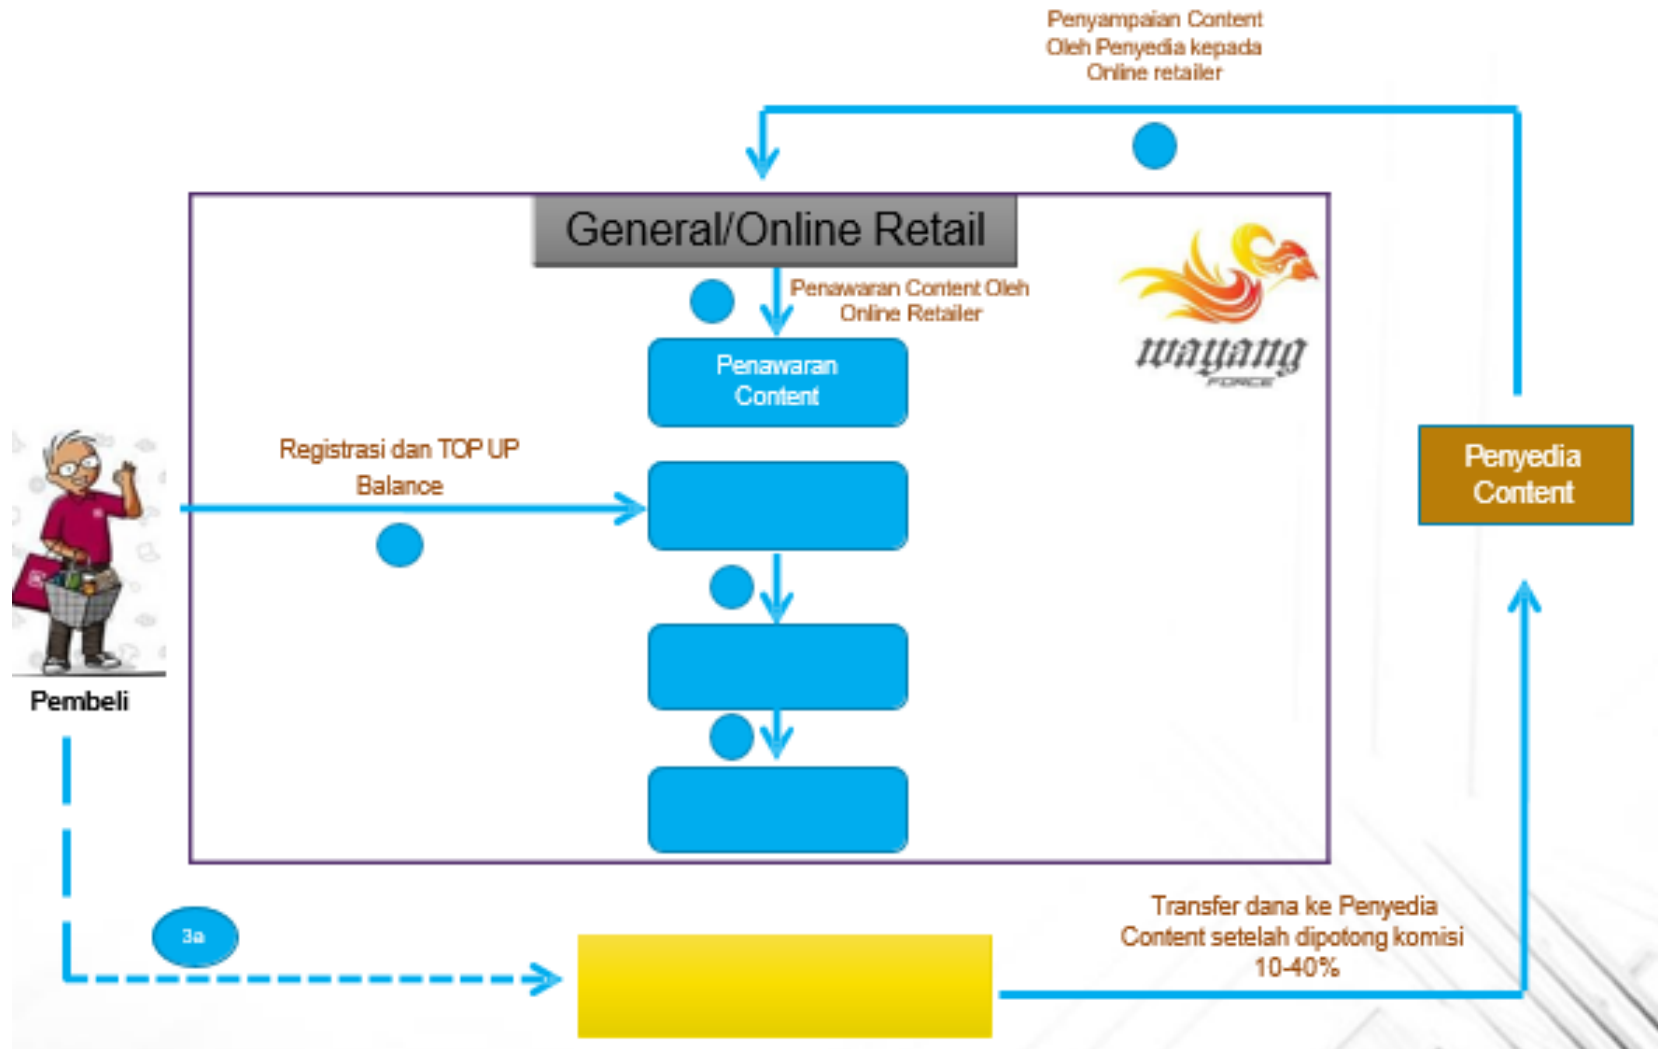 Penyampaian Content
Oleh Penyedia kepada
Online retailer
General/Online Retail
Penawaran Content Oleh
Online Retailer
wayang
FORCE
Penawaran
Content
Registrasi dan TOP UP
Balance
Penyedia
Content
Pembeli
3a
Transfer dana ke Penyedia
Content setelah dipotong komisi
10-40%